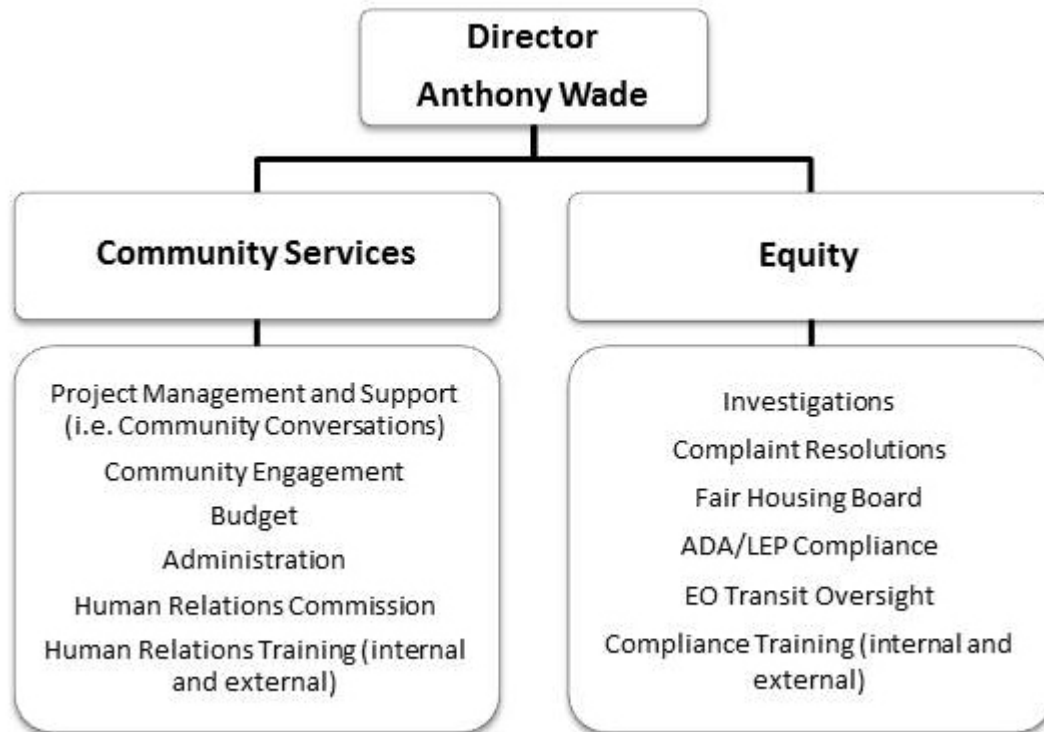 Director
Anthony Wade
Community Services
Equity
Project Management and Support
(i.e. Community Conversations)
Community Engagement
Budget
Administration
Human Relations Commission
Human Relations Training (internal
and external)
Investigations
Complaint Resolutions
Fair Housing Board
ADA/LEP Compliance
EO Transit Oversight
Compliance Training (internal and
external)